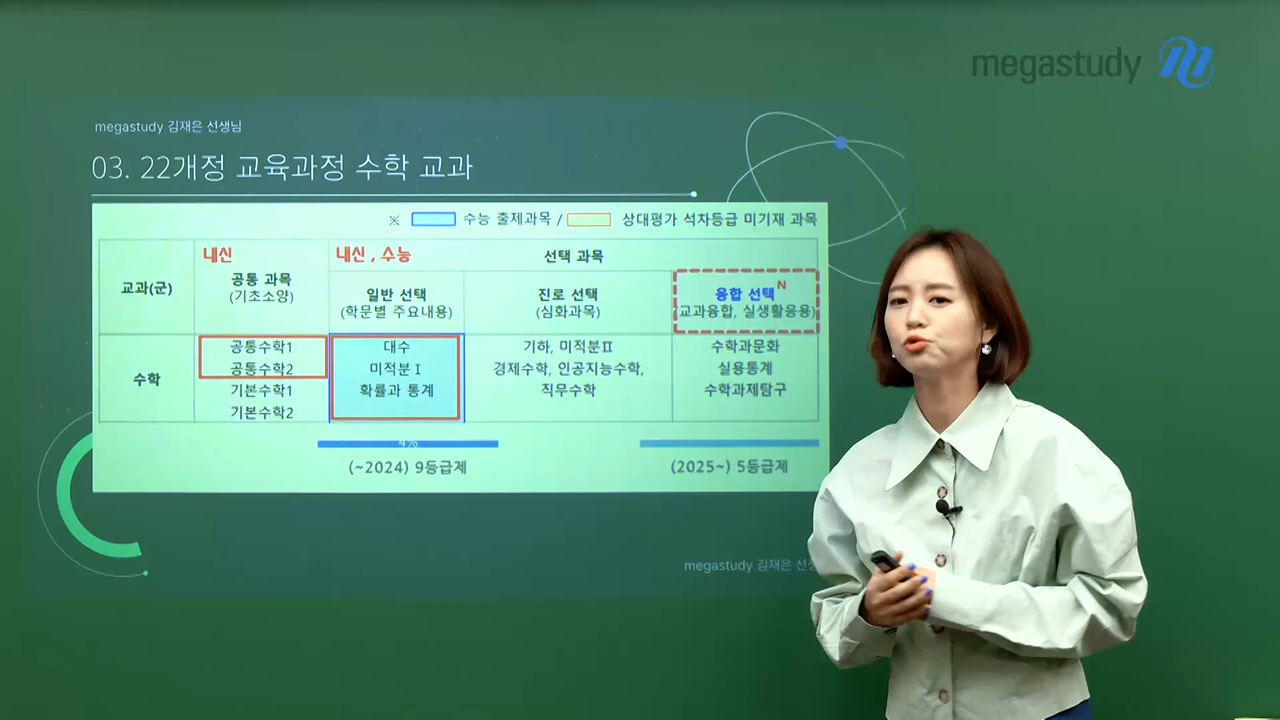 megastudy
megastudy 김재은 선생님
03. 22개정 교육과정 수학 교과
※ 수능 출제과목 / 상대평가 석차등급 미기재 과목
교과(군)
내신
공통 과목
(기초소양)
내신 , 수능
선택 과목
일반 선택
(학문별 주요내용)
진로 선택
(심화과목)
융합 선택 N
(교과융합, 실생활응용)
수학
공통수학1
공통수학2
기본수학1
기본수학2
대수
미적분Ⅰ
확률과 통계
기하, 미적분Ⅱ
경제수학, 인공지능수학,
직무수학
수학과문화
실용통계
수학과제탐구
4%
(~2024) 9등급제
(2025~) 5등급제
megastudy 김재은